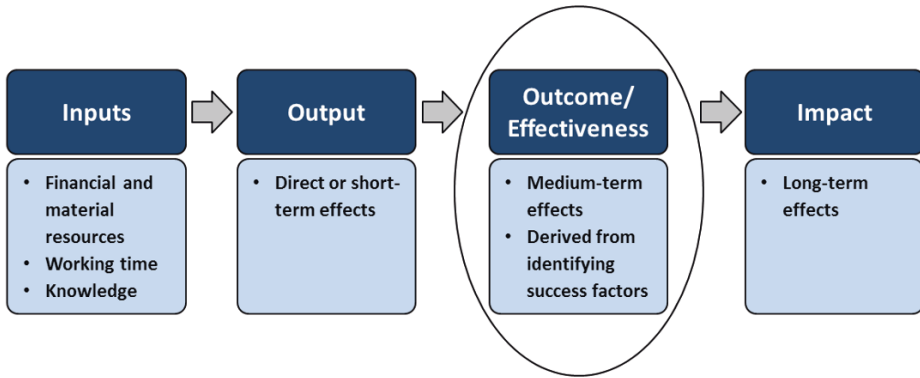 Inputs
• Financial and
material
resources
• Working time
• Knowledge
Output
• Direct or short-
term effects
Outcome/
Effectiveness
• Medium-term
effects
• Derived from
identifying
success factors
Impact
• Long-term
effects